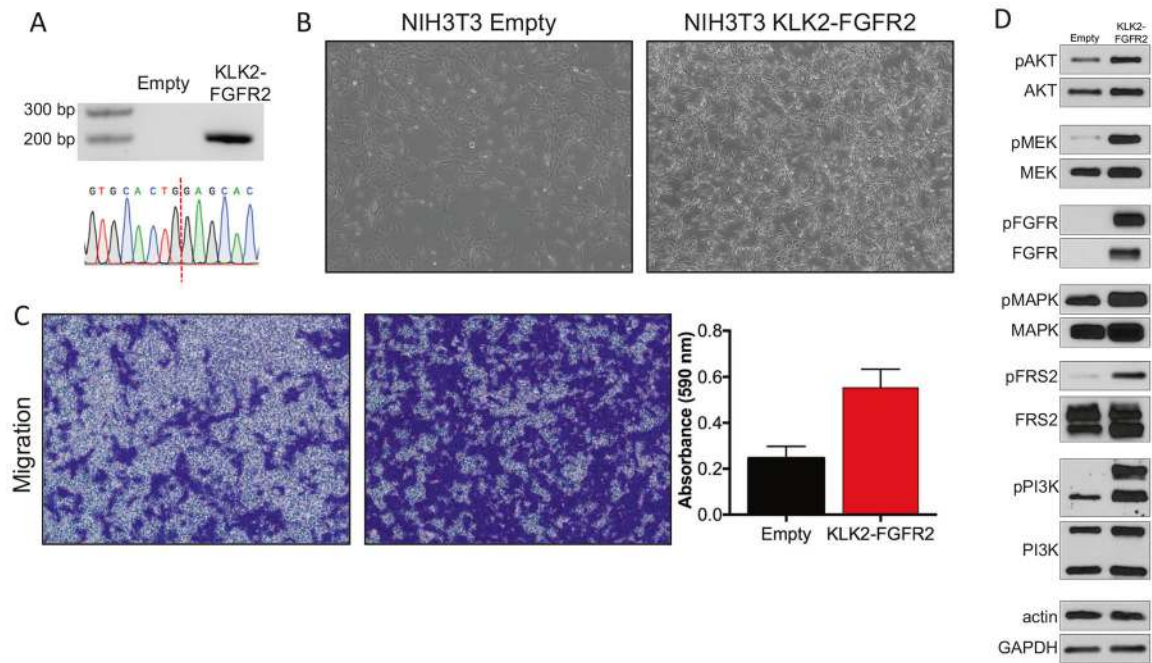 A
Empty
KLK2-
FGFR2
300 bp
200 bp
GTGCACTGGAGCAC
B
NIH3T3 Empty
NIH3T3 KLK2-FGFR2
C
Migration
Absorbance (590 nm)
0.8
0.6
0.4
0.2
0.0
Empty
KLK2-FGFR2
D
Empty
KLK2-
FGFR2
pAKT
AKT
pMEK
MEK
pFGFR
FGFR
pMAPK
MAPK
pFRS2
FRS2
pPI3K
PI3K
actin
GAPDH